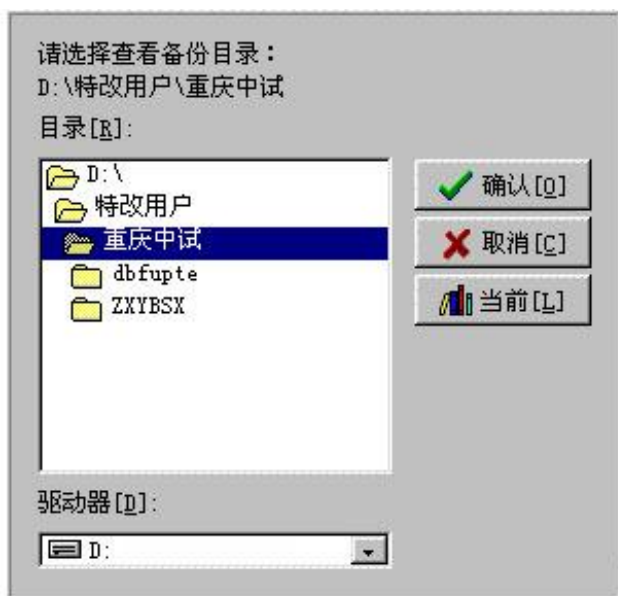 请选择查看备份目录：
D:\特改用户\重庆中试
目录[R]:
D:\
特改用户
重庆中试
dbfupte
ZXYBSX
确认[O]
取消[C]
当前[L]
驱动器[D]:
D: